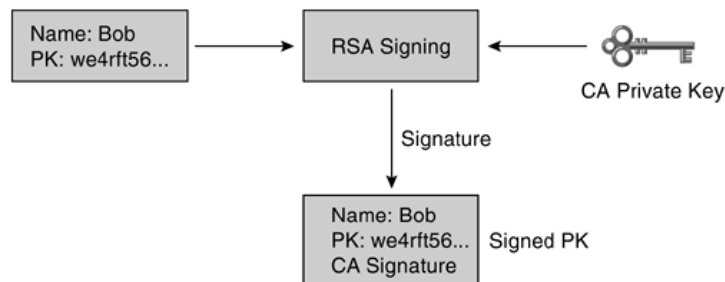 Name: Bob
PK: we4rft56...
RSA Signing
CA Private Key
Signature
Name: Bob
PK: we4rft56...
CA Signature
Signed PK